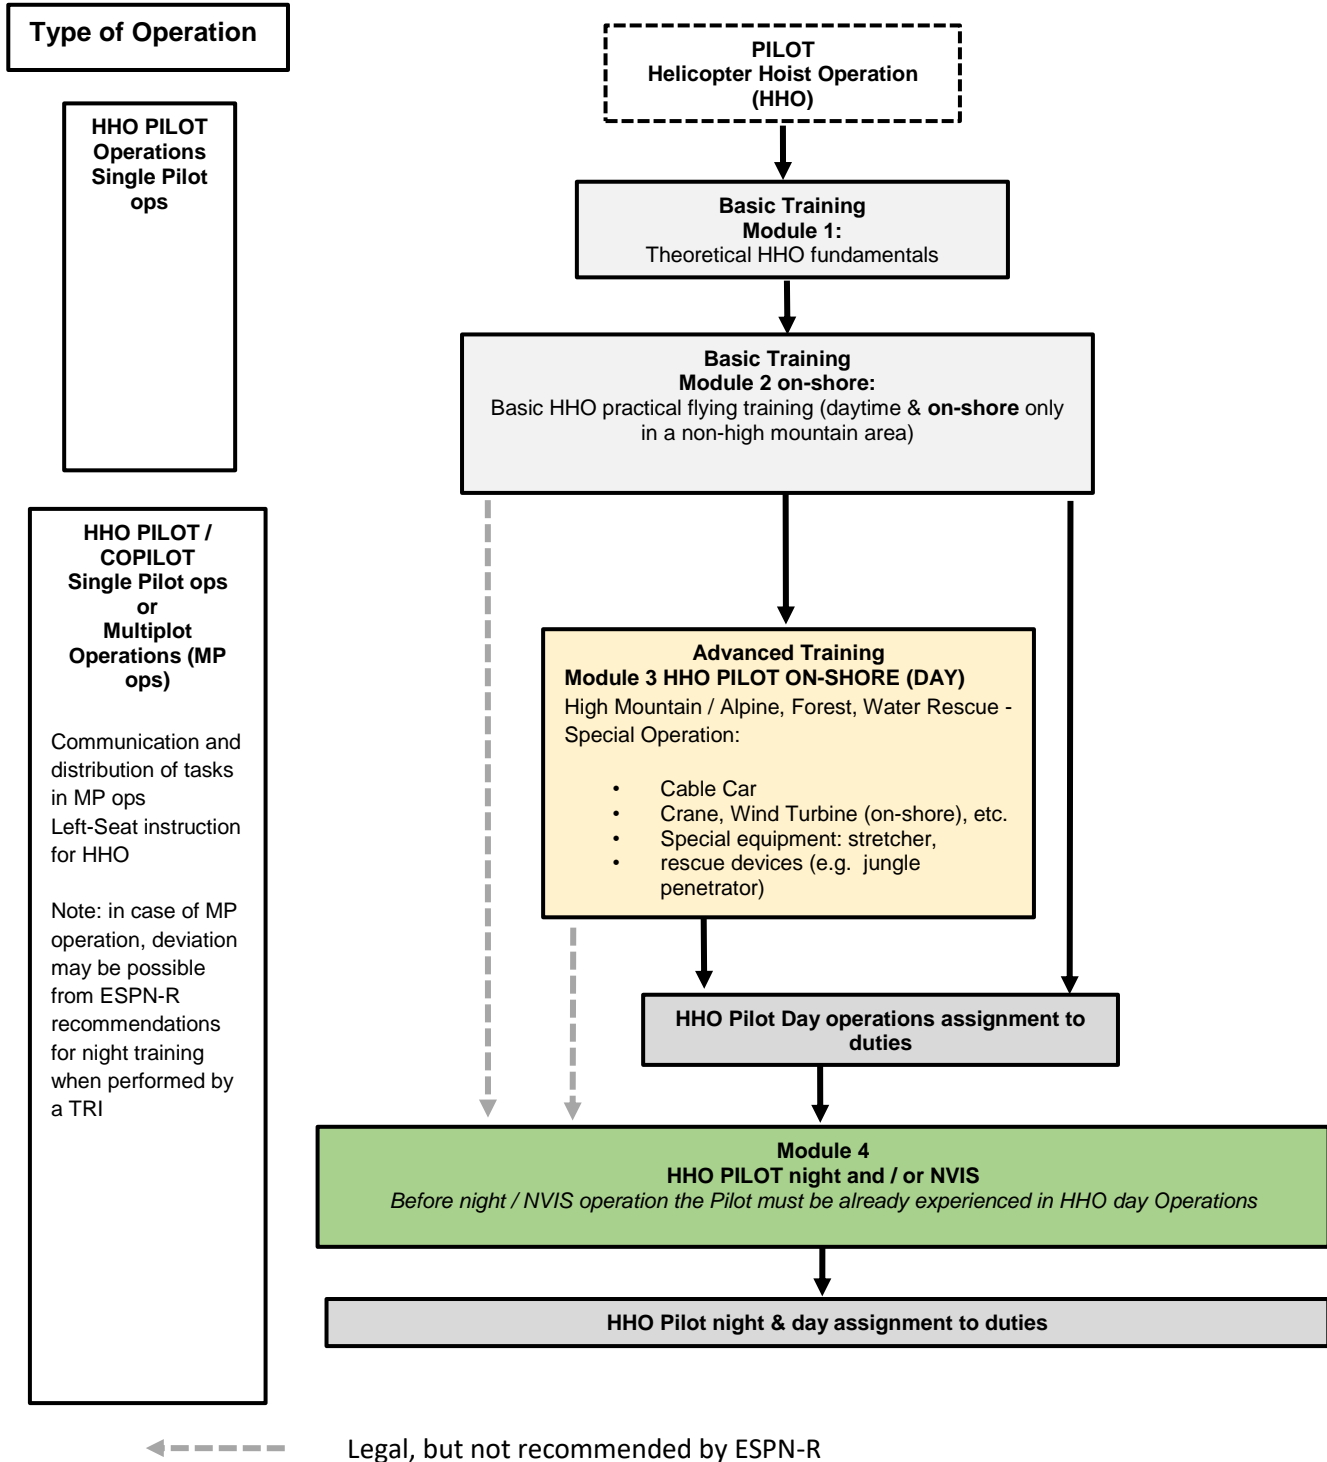 Type of Operation
PILOT
Helicopter Hoist Operation
(HHO)
HHO PILOT
Operations
Single Pilot
ops
Basic Training
Module 1:
Theoretical HHO fundamentals
Basic Training
Module 2 on-shore:
Basic HHO practical flying training (daytime & on-shore only
in a non-high mountain area)
HHO PILOT /
COPILOT
Single Pilot ops
or
Multiplot
Operations (MP
ops)
Communication and
distribution of tasks
in MP ops
Left-Seat instruction
for HHO
Note: in case of MP
operation, deviation
may be possible
from ESPN-R
recommendations
for night training
when performed by
a TRI
Advanced Training
Module 3 HHO PILOT ON-SHORE (DAY)
High Mountain / Alpine, Forest, Water Rescue -
Special Operation:
• Cable Car
• Crane, Wind Turbine (on-shore), etc.
• Special equipment: stretcher,
• rescue devices (e.g. jungle
penetrator)
HHO Pilot Day operations assignment to
duties
Module 4
HHO PILOT night and / or NVIS
Before night / NVIS operation the Pilot must be already experienced in HHO day Operations
HHO Pilot night & day assignment to duties
Legal, but not recommended by ESPN-R